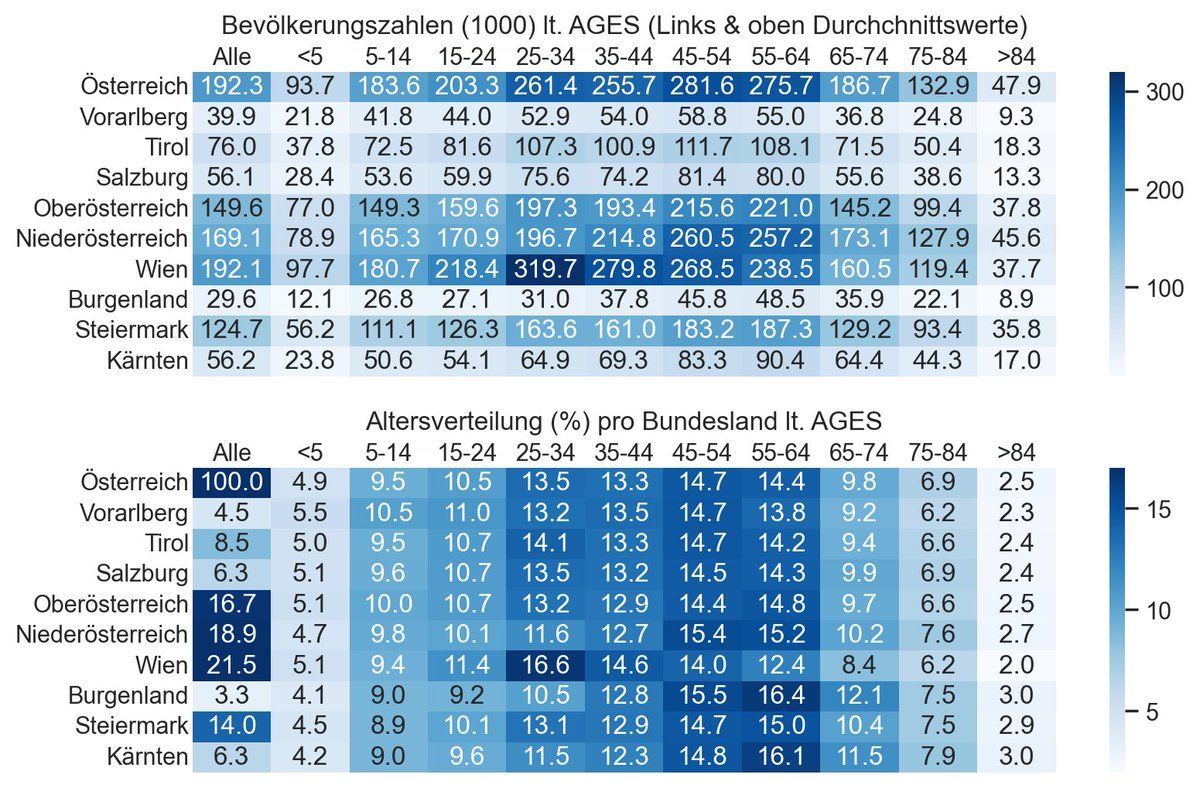 Bevölkerungszahlen (1000) lt. AGES (Links & oben Durchchnittswerte)
Alle <5 5-14 15-24 25-34 35-44 45-54 55-64 65-74 75-84 >84
Österreich 192.3 93.7 183.6 203.3 261.4 255.7 281.6 275.7 186.7 132.9 47.9
Vorarlberg 39.9 21.8 41.8 44.0 52.9 54.0 58.8 55.0 36.8 24.8 9.3
Tirol 76.0 37.8 72.5 81.6 107.3 100.9 111.7 108.1 71.5 50.4 18.3
Salzburg 56.1 28.4 53.6 59.9 75.6 74.2 81.4 80.0 55.6 38.6 13.3
Oberösterreich 149.6 77.0 149.3 159.6 197.3 193.4 215.6 221.0 145.2 99.4 37.8
Niederösterreich 169.1 78.9 165.3 170.9 196.7 214.8 260.5 257.2 173.1 127.9 45.6
Wien 192.1 97.7 180.7 218.4 319.7 279.8 268.5 238.5 160.5 119.4 37.7
Burgenland 29.6 12.1 26.8 27.1 31.0 37.8 45.8 48.5 35.9 22.1 8.9
Steiermark 124.7 56.2 111.1 126.3 163.6 161.0 183.2 187.3 129.2 93.4 35.8
Kärnten 56.2 23.8 50.6 54.1 64.9 69.3 83.3 90.4 64.4 44.3 17.0
300
200
100
Altersverteilung (%) pro Bundesland lt. AGES
Alle <5 5-14 15-24 25-34 35-44 45-54 55-64 65-74 75-84 >84
Österreich 100.0 4.9 9.5 10.5 13.5 13.3 14.7 14.4 9.8 6.9 2.5
Vorarlberg 4.5 5.5 10.5 11.0 13.2 13.5 14.7 13.8 9.2 6.2 2.3
Tirol 8.5 5.0 9.5 10.7 14.1 13.3 14.7 14.2 9.4 6.6 2.4
Salzburg 6.3 5.1 9.6 10.7 13.5 13.2 14.5 14.3 9.9 6.9 2.4
Oberösterreich 16.7 5.1 10.0 10.7 13.2 12.9 14.4 14.8 9.7 6.6 2.5
Niederösterreich 18.9 4.7 9.8 10.1 11.6 12.7 15.4 15.2 10.2 7.6 2.7
Wien 21.5 5.1 9.4 11.4 16.6 14.6 14.0 12.4 8.4 6.2 2.0
Burgenland 3.3 4.1 9.0 9.2 10.5 12.8 15.5 16.4 12.1 7.5 3.0
Steiermark 14.0 4.5 8.9 10.1 13.1 12.9 14.7 15.0 10.4 7.5 2.9
Kärnten 6.3 4.2 9.0 9.6 11.5 12.3 14.8 16.1 11.5 7.9 3.0
15
10
5